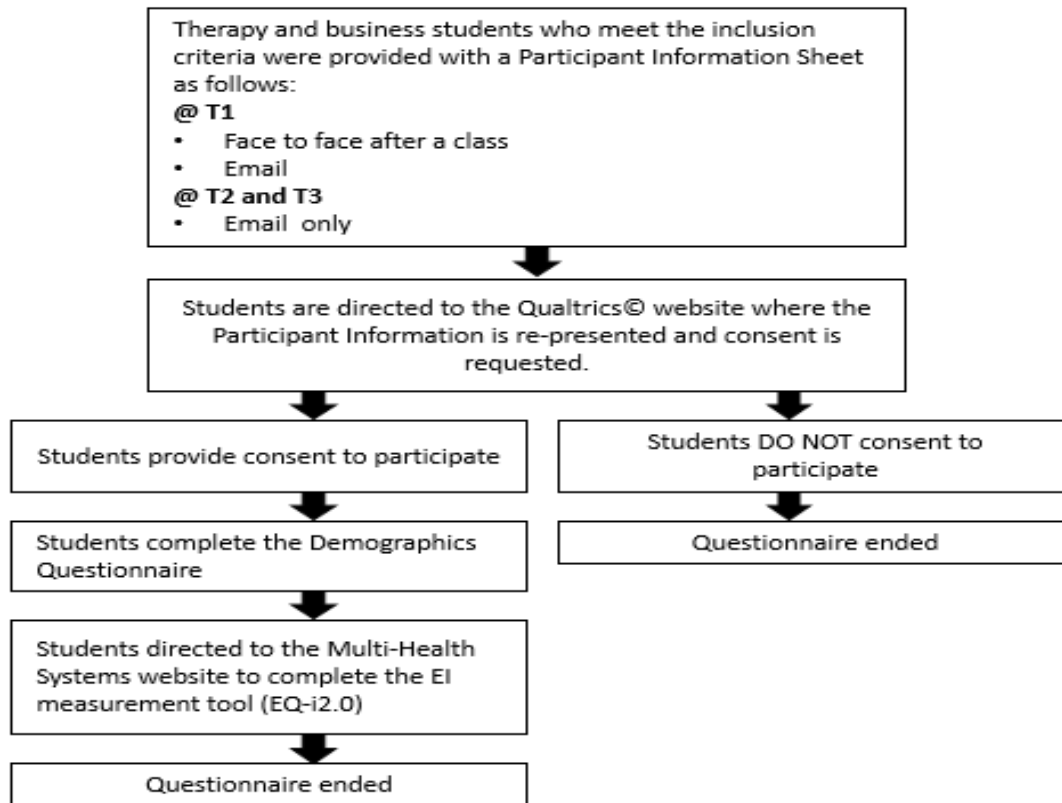 Therapy and business students who meet the inclusion
criteria were provided with a Participant Information Sheet
as follows:
@ T1
• Face to face after a class
• Email
@ T2 and T3
• Email only
Students are directed to the Qualtrics© website where the
Participant Information is re-presented and consent is
requested.
Students provide consent to participate
Students complete the Demographics
Questionnaire
Students directed to the Multi-Health
Systems website to complete the EI
measurement tool (EQ-i2.0)
Questionnaire ended
Students DO NOT consent to
participate
Questionnaire ended